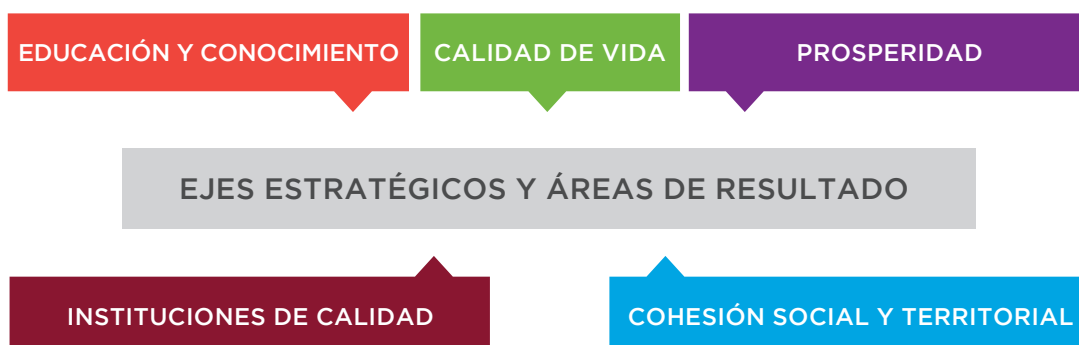 EDUCACIÓN Y CONOCIMIENTO
CALIDAD DE VIDA
PROSPERIDAD
EJES ESTRATÉGICOS Y ÁREAS DE RESULTADO
INSTITUCIONES DE CALIDAD
COHESIÓN SOCIAL Y TERRITORIAL